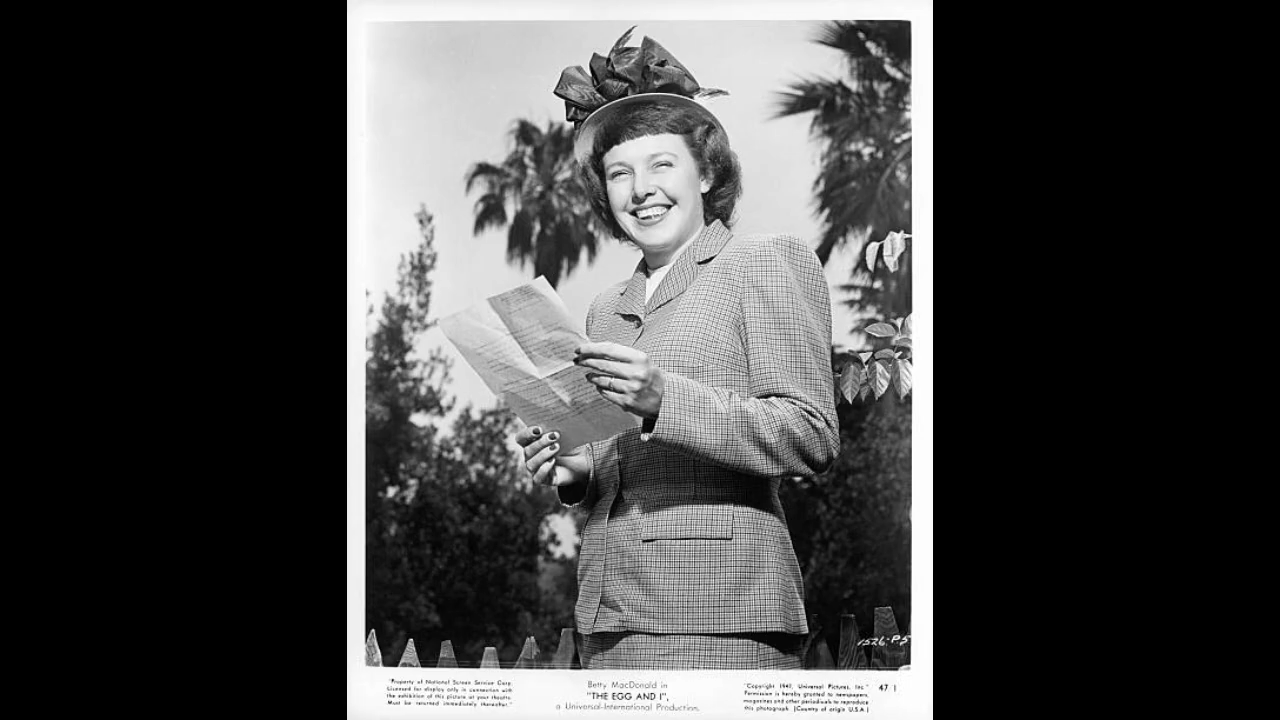 1526-P5
"Property of National Screen Service Corp.
Licensed for display only in connection with
the exhibition of this picture at your theatre.
Must be returned immediately thereafter."
Betty MacDonald in
"THE EGG AND I",
a Universal-International Production.
"Copyright 1947, Universal Pictures, Inc."
Permission is hereby granted to newspapers,
magazines and other periodicals to reproduce
this photograph. (Country of origin U.S.A.)
47 1